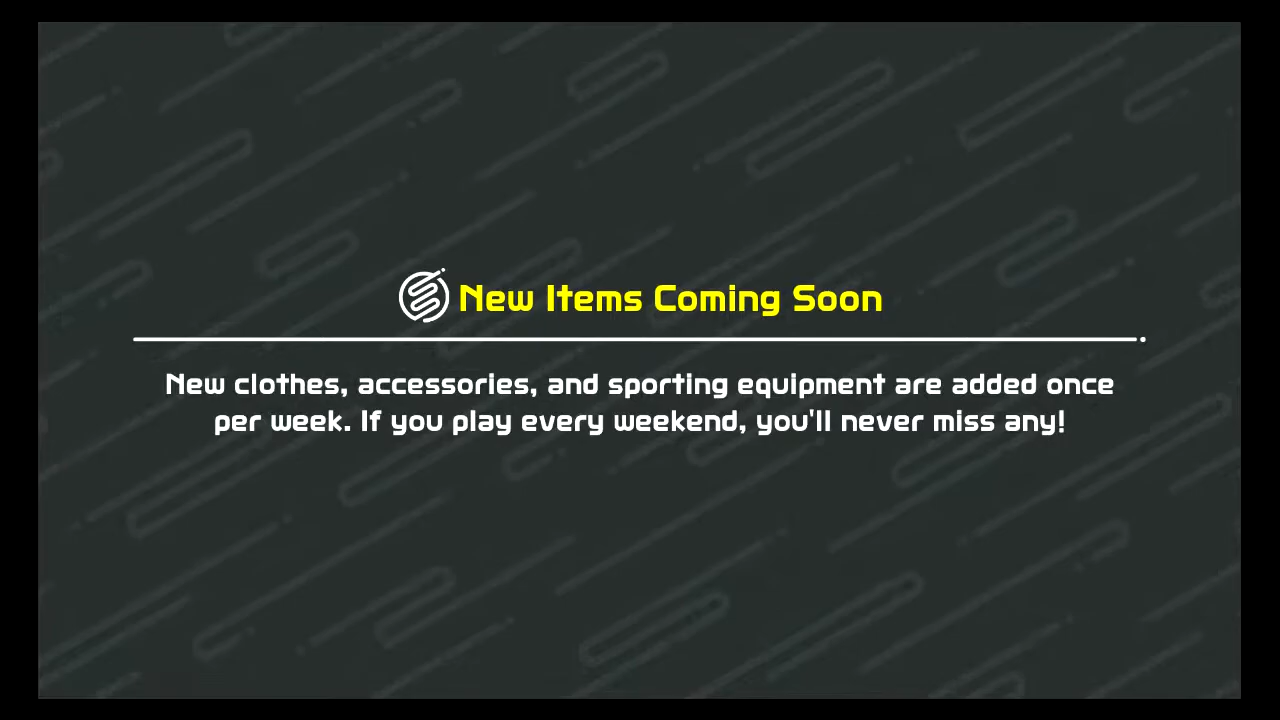 New Items Coming Soon
New clothes, accessories, and sporting equipment are added once
per week. If you play every weekend, you'll never miss any!